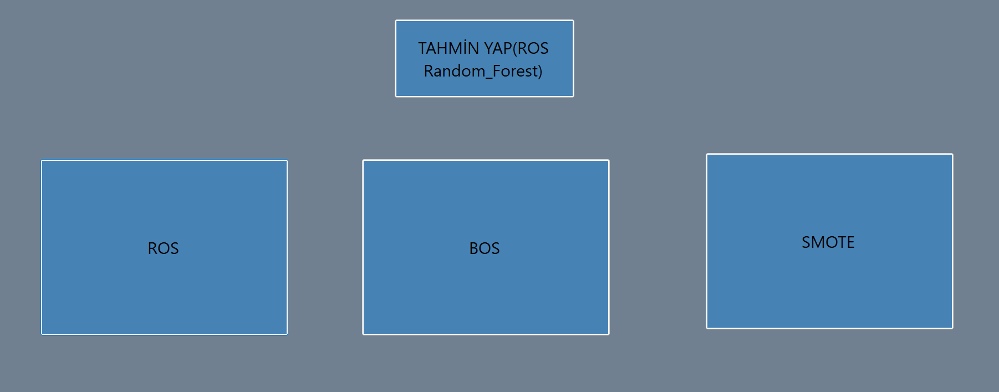 TAHMİN YAP(ROS
Random_Forest)
ROS
BOS
SMOTE